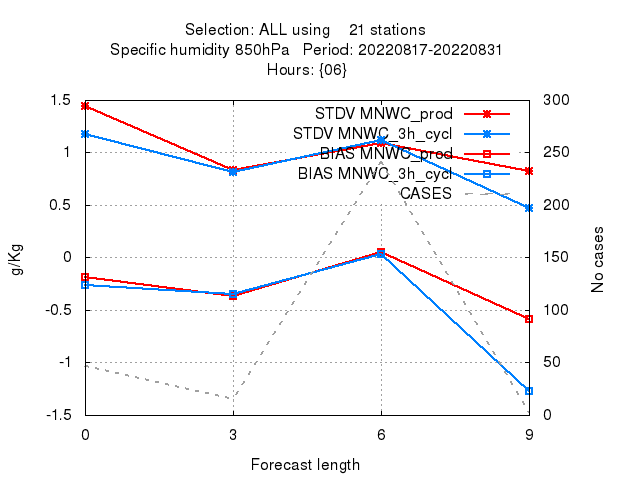 Selection: ALL using    21 stations
Specific humidity 850hPa   Period: 20220817-20220831
Hours: {06}
1.5
1
0.5
0
-0.5
-1
-1.5
g/Kg
STDV MNWC_prod
STDV MNWC_3h_cycl
BIAS MNWC_prod
BIAS MNWC_3h_cycl
CASES
300
250
200
150
100
50
0
No cases
0 3 6 9
Forecast length